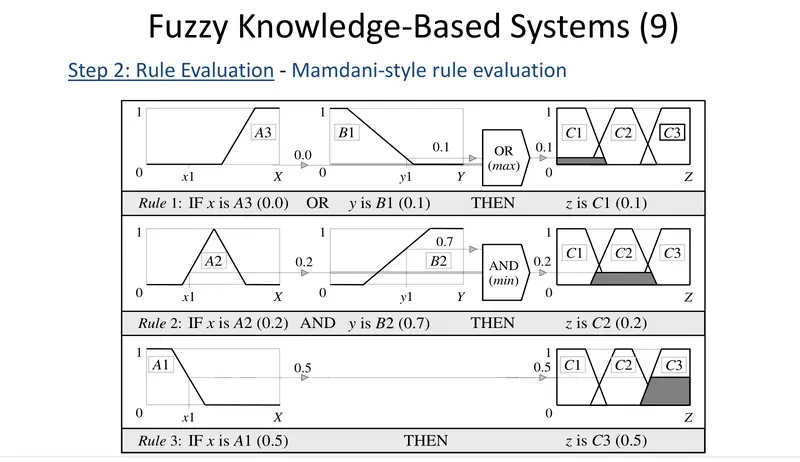 Fuzzy Knowledge-Based Systems (9)
Step 2: Rule Evaluation - Mamdani-style rule evaluation
1 A3 1 B1 1 C1 C2 C3
0.0 0.1 OR (max) 0.1
0 x1 X 0 y1 Y 0 Z
Rule 1: IF x is A3 (0.0) OR y is B1 (0.1) THEN z is C1 (0.1)
1 A2 1 B2 1 C1 C2 C3
0.2 0.7 AND (min) 0.2
0 x1 X 0 y1 Y 0 Z
Rule 2: IF x is A2 (0.2) AND y is B2 (0.7) THEN z is C2 (0.2)
1 A1 1 C1 C2 C3
0.5 0.5
0 x1 X 0 Z
Rule 3: IF x is A1 (0.5) THEN z is C3 (0.5)